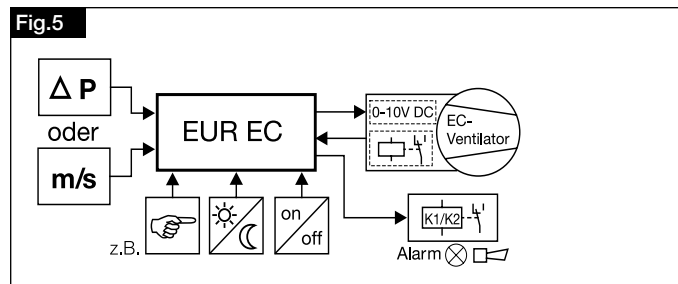 Fig.5
Δ P
oder
m/s
EUR EC
z.B.
on
off
0-10V DC
EC-
Ventilator
K1/K2
Alarm